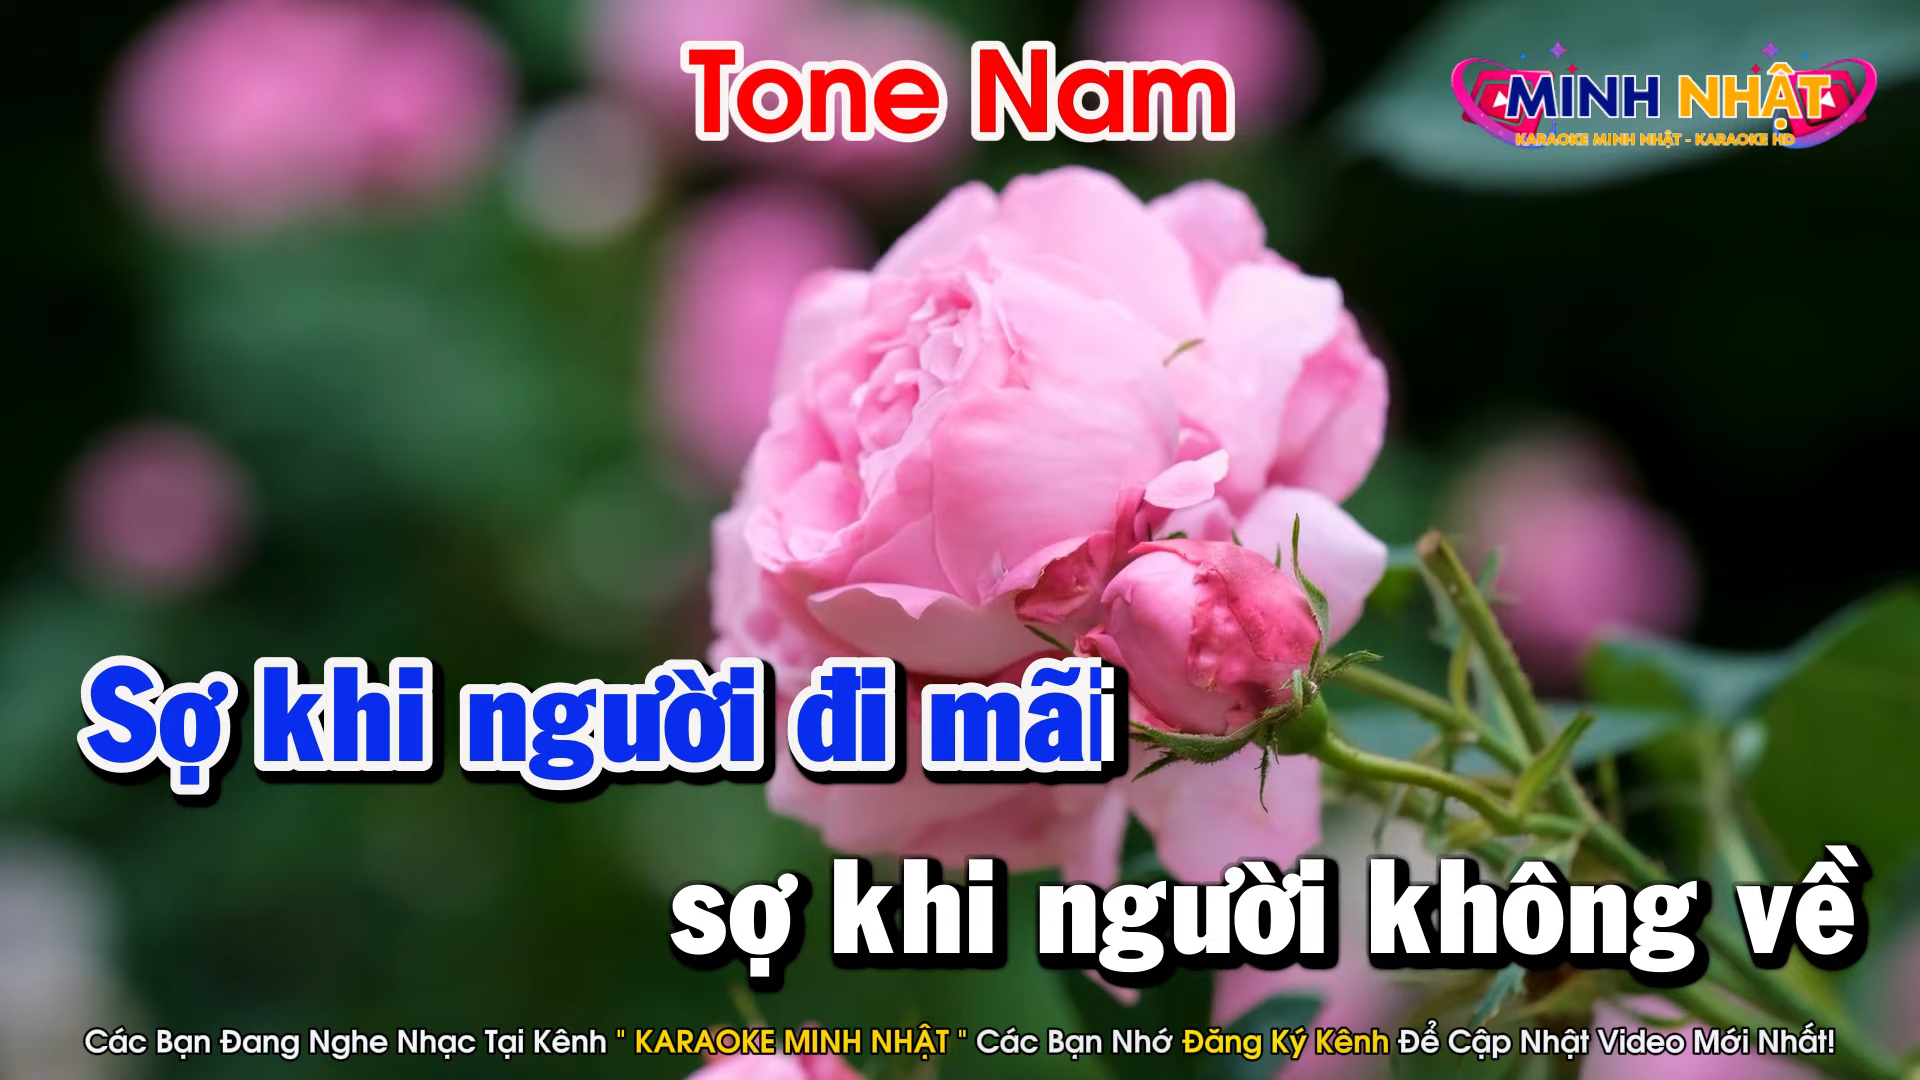 Tone Nam
MINH NHẬT
KARAOKE MINH NHẬT - KARAOKE HD
Sợ khi người đi mãi
sợ khi người không về
Các Bạn Đang Nghe Nhạc Tại Kênh " KARAOKE MINH NHẬT " Các Bạn Nhớ Đăng Ký Kênh Để Cập Nhật Video Mới Nhất!